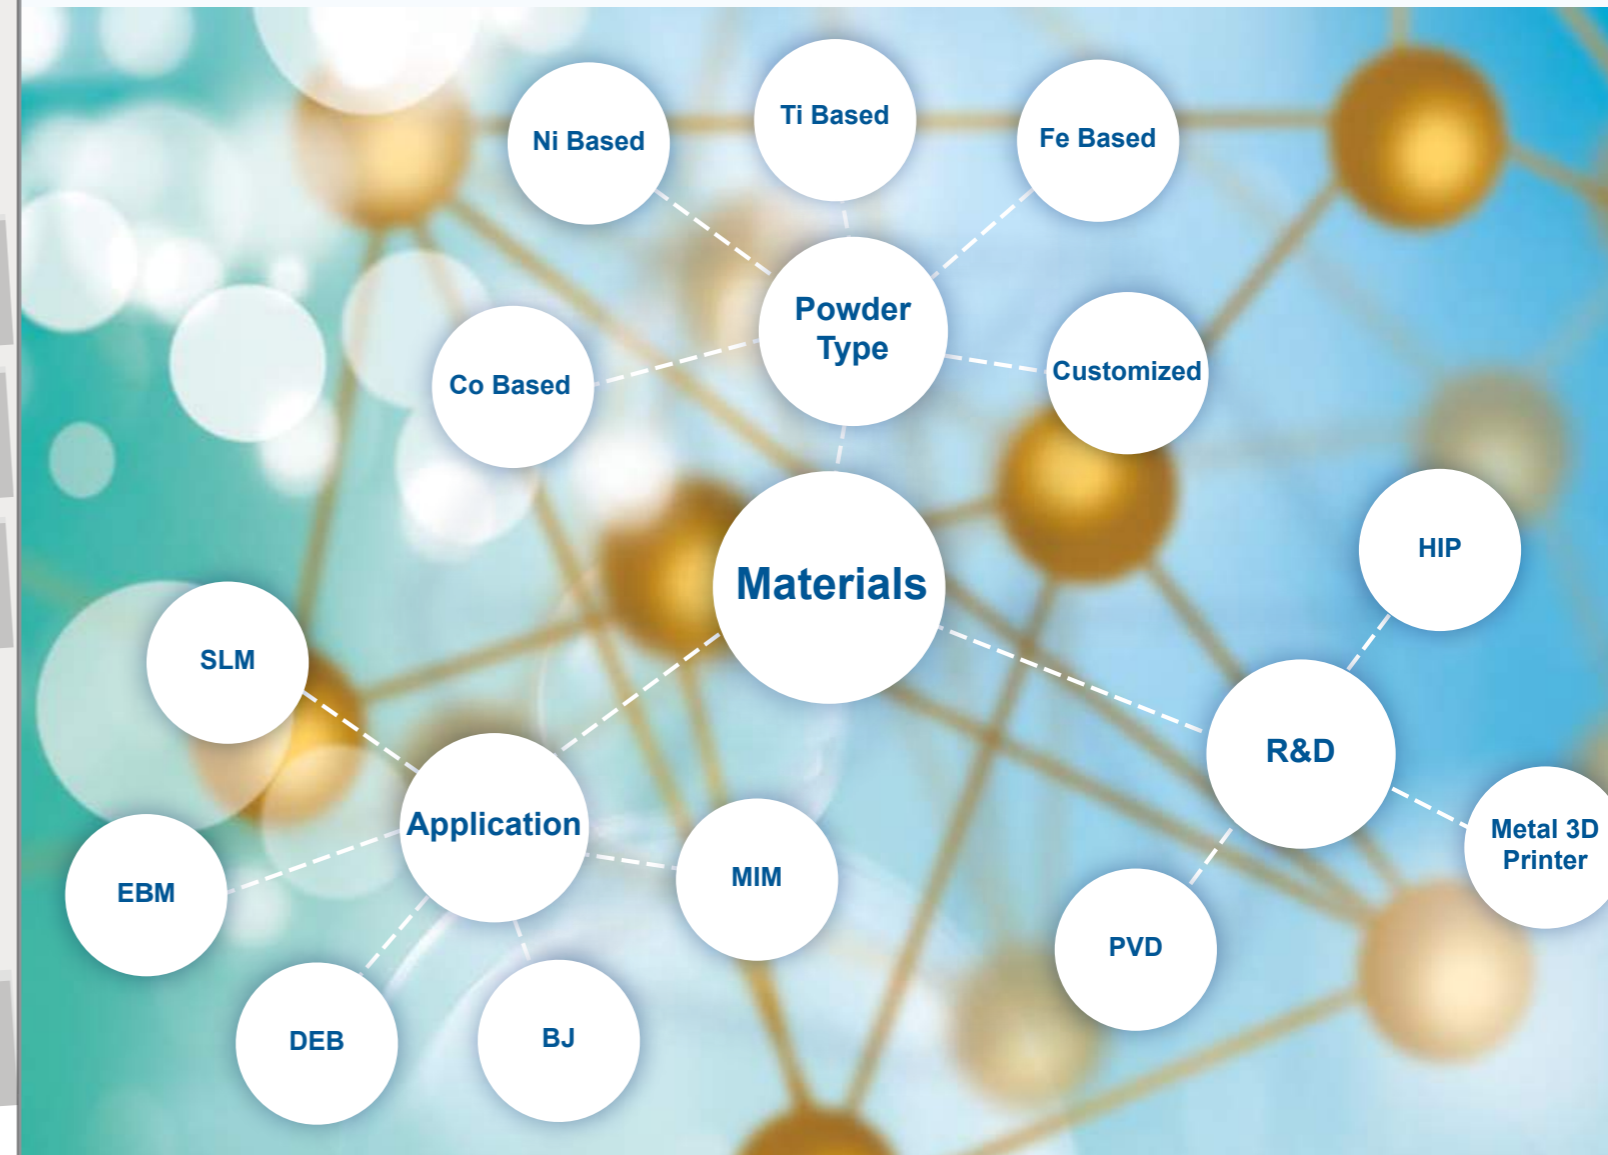 Ti Based
Ni Based
Fe Based
Powder
Type
Customized
Co Based
Materials
HIP
SLM
R&D
Application
Metal 3D
Printer
MIM
EBM
PVD
DEB
BJ